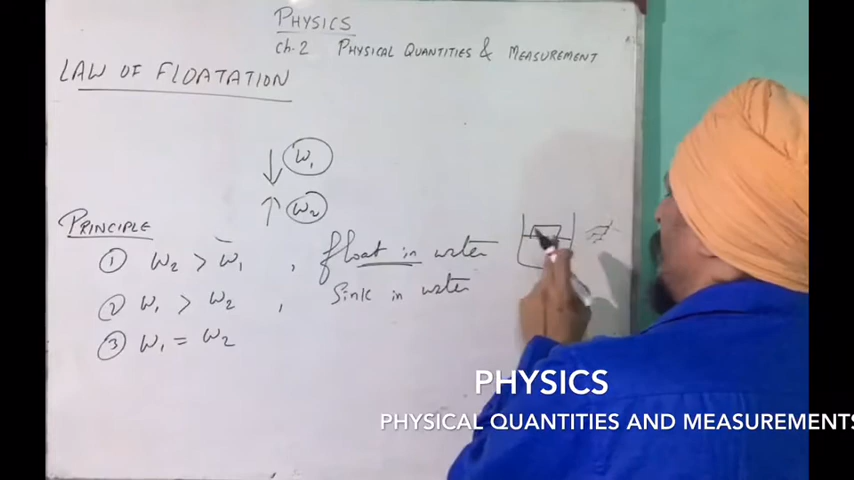 PHYSICS
Ch-2 PHYSICAL QUANTITIES & MEASUREMENT
LAW OF FLOATATION
↓ W₁
↑ W₂
PRINCIPLE
① W₂ > W₁ , float in water
② W₁ > W₂ , Sink in water
③ W₁ = W₂
PHYSICS
PHYSICAL QUANTITIES AND MEASUREMENTS